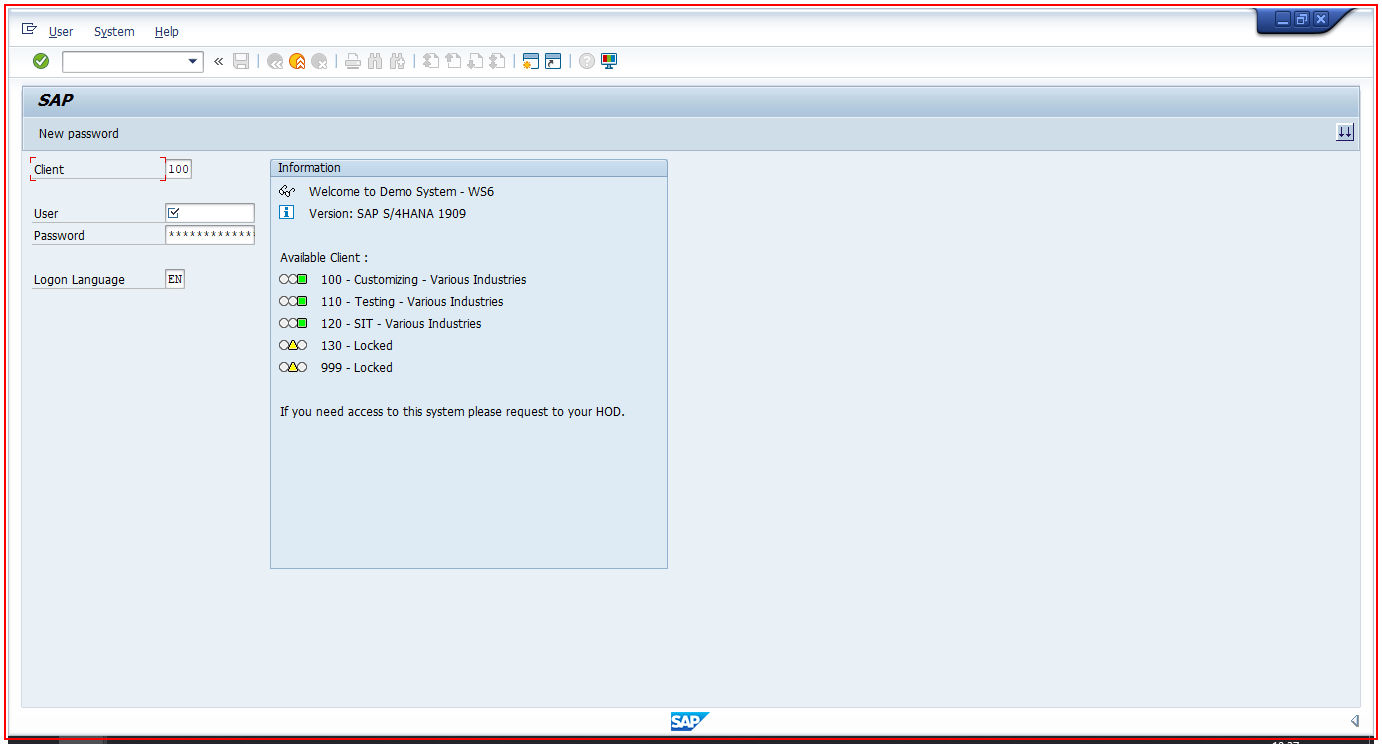 User System Help
SAP
New password
Client 100
User
Password *************
Logon Language EN
Information
Welcome to Demo System - WS6
Version: SAP S/4HANA 1909
Available Client :
100 - Customizing - Various Industries
110 - Testing - Various Industries
120 - SIT - Various Industries
130 - Locked
999 - Locked
If you need access to this system please request to your HOD.
SAP